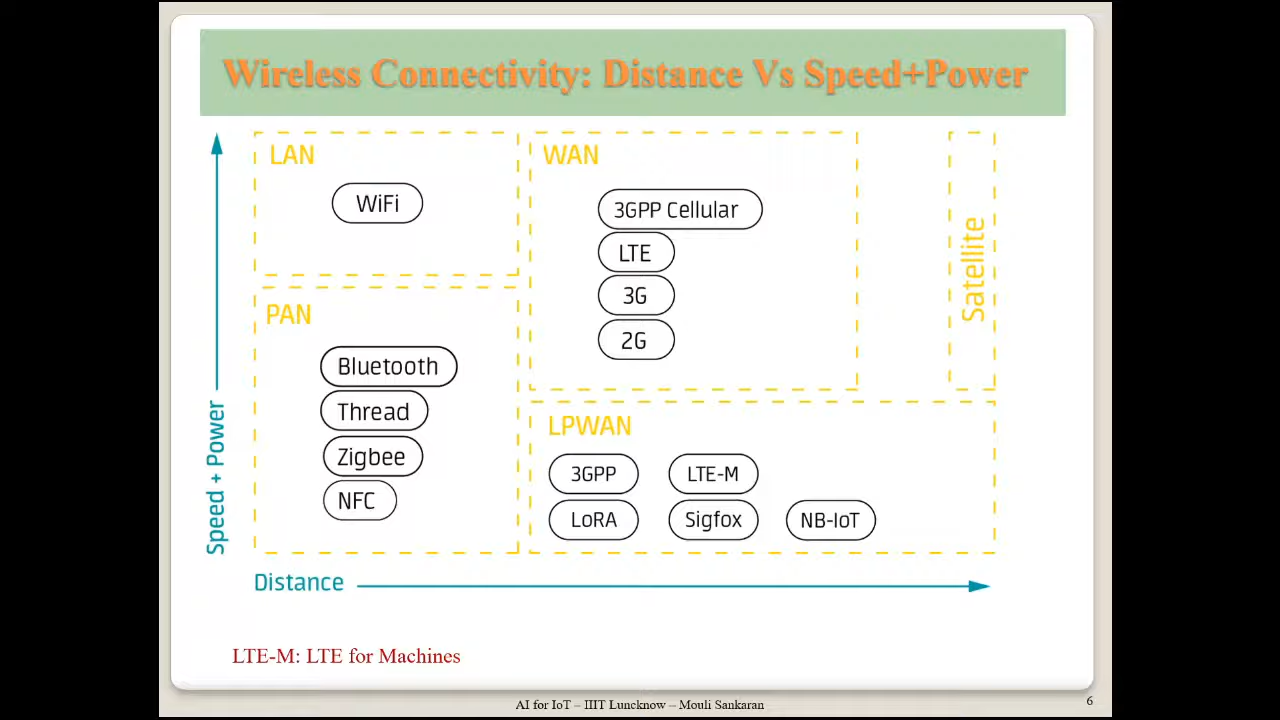 Wireless Connectivity: Distance Vs Speed+Power
LAN
WiFi
PAN
Bluetooth
Thread
Zigbee
NFC
WAN
3GPP Cellular
LTE
3G
2G
Satellite
LPWAN
3GPP
LTE-M
LoRA
Sigfox
NB-IoT
Speed + Power
Distance
LTE-M: LTE for Machines
AI for IoT – IIIT Luncknow – Mouli Sankaran
6